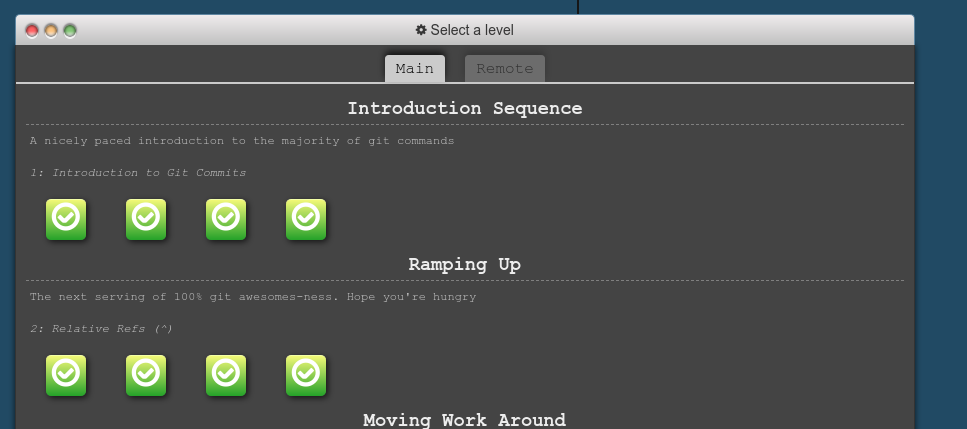 Select a level
Main Remote
Introduction Sequence
A nicely paced introduction to the majority of git commands
1: Introduction to Git Commits
Ramping Up
The next serving of 100% git awesomes-ness. Hope you're hungry
2: Relative Refs (^)
Moving Work Around